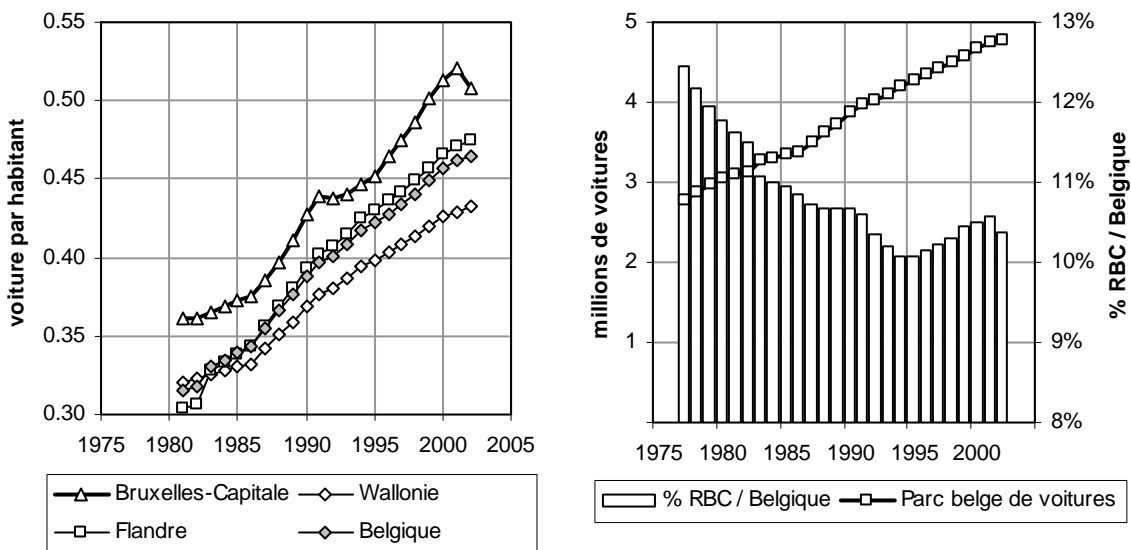 voiture par habitant
0.55
0.50
0.45
0.40
0.35
0.30
1975 1980 1985 1990 1995 2000 2005
Bruxelles-Capitale
Wallonie
Flandre
Belgique
millions de voitures
5
4
3
2
1
13%
12%
11%
10%
9%
8%
% RBC / Belgique
1975 1980 1985 1990 1995 2000
% RBC / Belgique
Parc belge de voitures